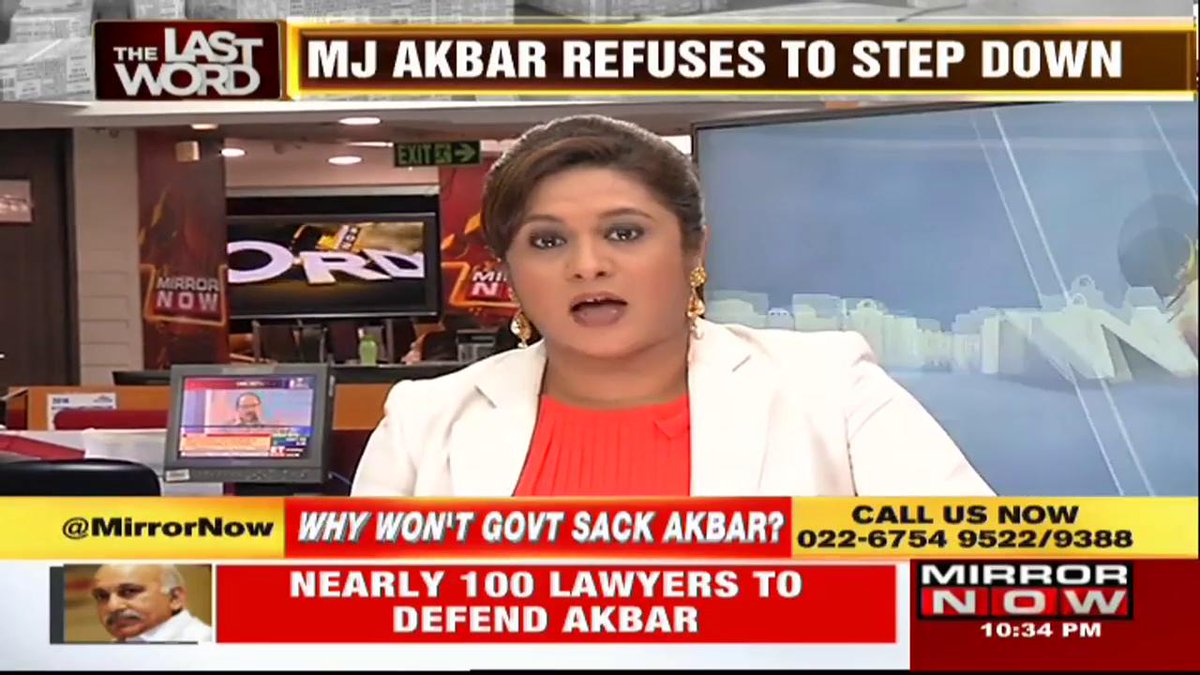 THE LAST
WORD
MJ AKBAR REFUSES TO STEP DOWN
EXIT
ORD
MIRROR
NOW
@MirrorNow
WHY WON'T GOVT SACK AKBAR?
CALL US NOW
022-6754 9522/9388
NEARLY 100 LAWYERS TO
DEFEND AKBAR
MIRROR
NOW
10:34 PM